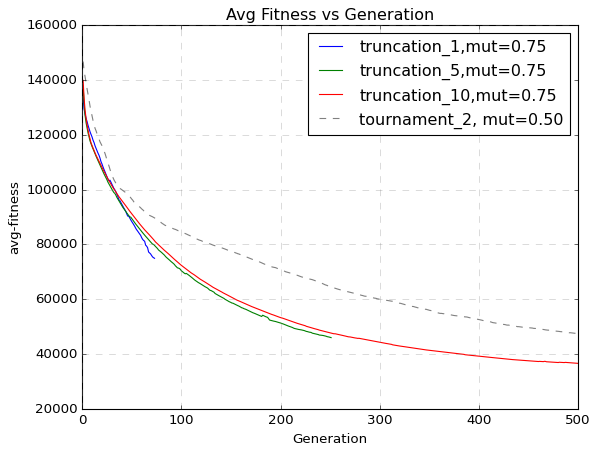 Avg Fitness vs Generation
160000
140000
120000
100000
80000
60000
40000
20000
avg-fitness
truncation_1,mut=0.75
truncation_5,mut=0.75
truncation_10,mut=0.75
tournament_2, mut=0.50
0 100 200 300 400 500
Generation